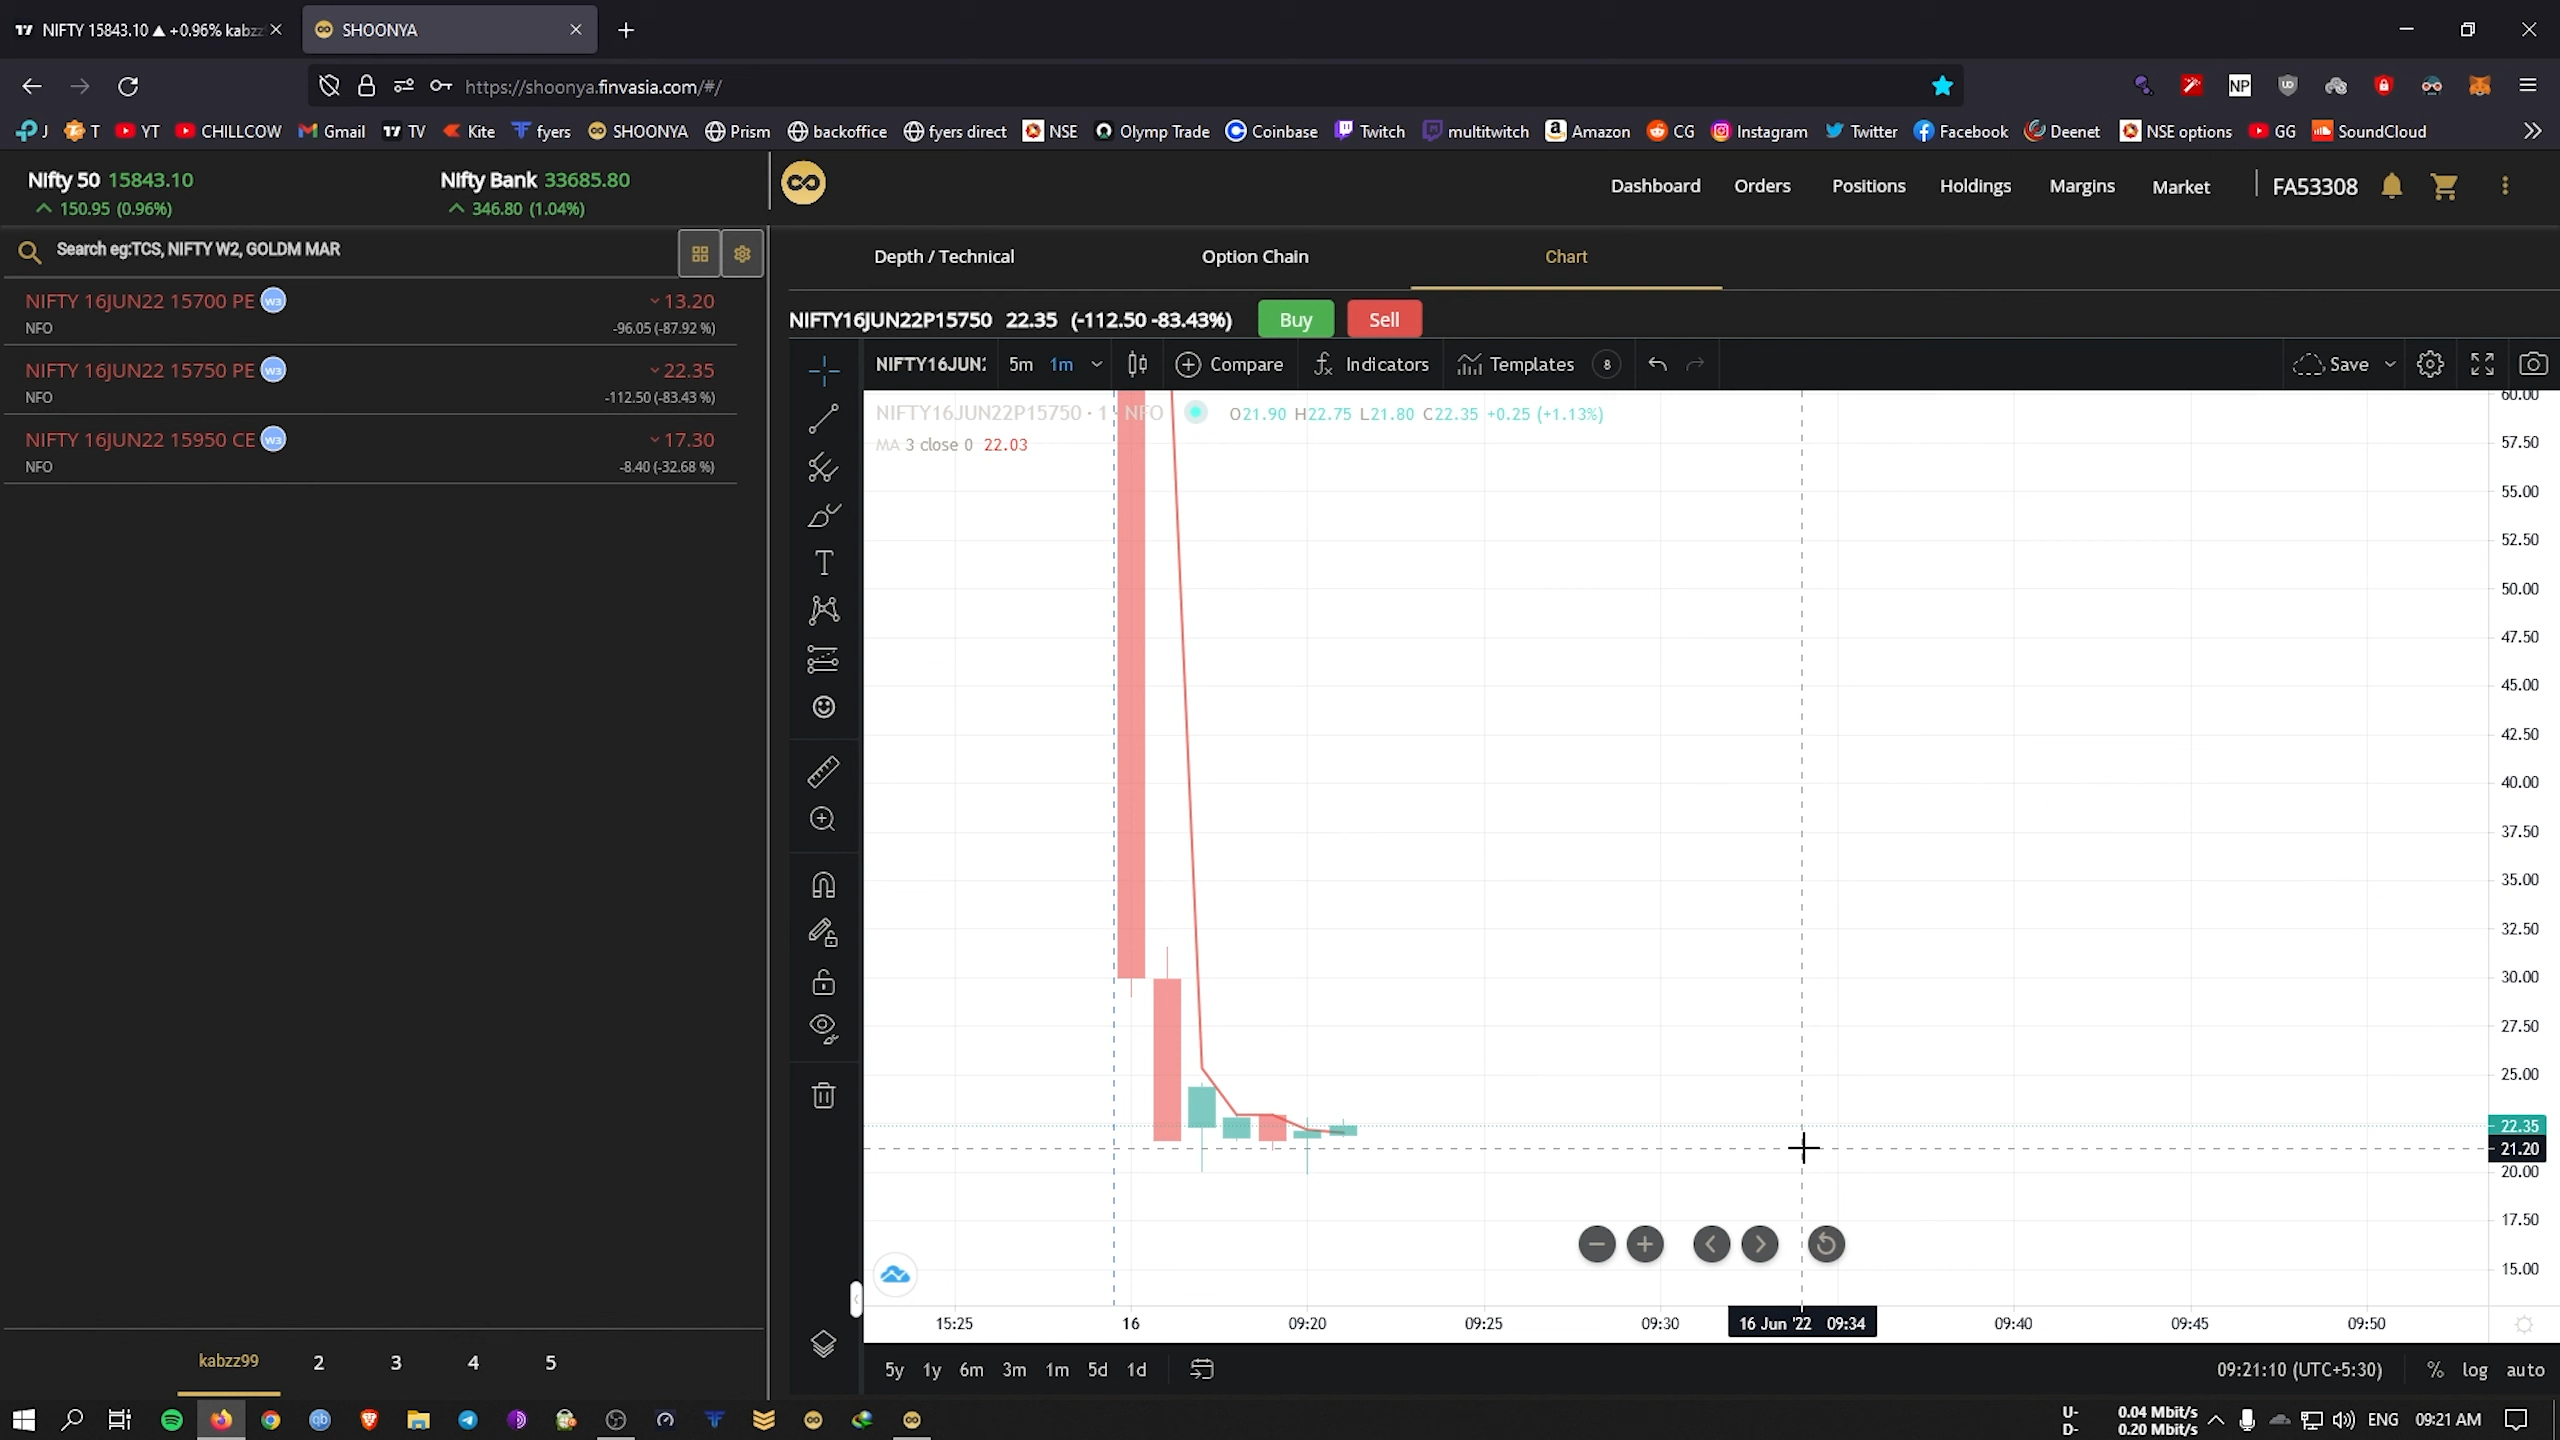 NIFTY 15843.10 ▲ +0.96% kabzz
SHOONYA
https://shoonya.finvasia.com/#/
J T YT CHILLCOW Gmail TV Kite fyers SHOONYA Prism backoffice fyers direct NSE Olymp Trade Coinbase Twitch multitwitch Amazon CG Instagram Twitter Facebook Deenet NSE options GG SoundCloud
NP
Nifty 50 15843.10
150.95 (0.96%)
Nifty Bank 33685.80
346.80 (1.04%)
Dashboard Orders Positions Holdings Margins Market FA53308
Search eg:TCS, NIFTY W2, GOLDM MAR
NIFTY 16JUN22 15700 PE W3 13.20
NFO -96.05 (-87.92 %)
NIFTY 16JUN22 15750 PE W3 22.35
NFO -112.50 (-83.43 %)
NIFTY 16JUN22 15950 CE W3 17.30
NFO -8.40 (-32.68 %)
kabzz99 2 3 4 5
Depth / Technical Option Chain Chart
NIFTY16JUN22P15750 22.35 (-112.50 -83.43%) Buy Sell
NIFTY16JUN2 5m 1m Compare Indicators Templates 8 Save
NIFTY16JUN22P15750 · 1 · NFO O21.90 H22.75 L21.80 C22.35 +0.25 (+1.13%)
MA 3 close 0 22.03
60.00
57.50
55.00
52.50
50.00
47.50
45.00
42.50
40.00
37.50
35.00
32.50
30.00
27.50
25.00
22.35
21.20
20.00
17.50
15.00
15:25 16 09:20 09:25 09:30 16 Jun '22 09:34 09:40 09:45 09:50
5y 1y 6m 3m 1m 5d 1d
09:21:10 (UTC+5:30) % log auto
U- 0.04 Mbit/s
D- 0.20 Mbit/s
ENG 09:21 AM